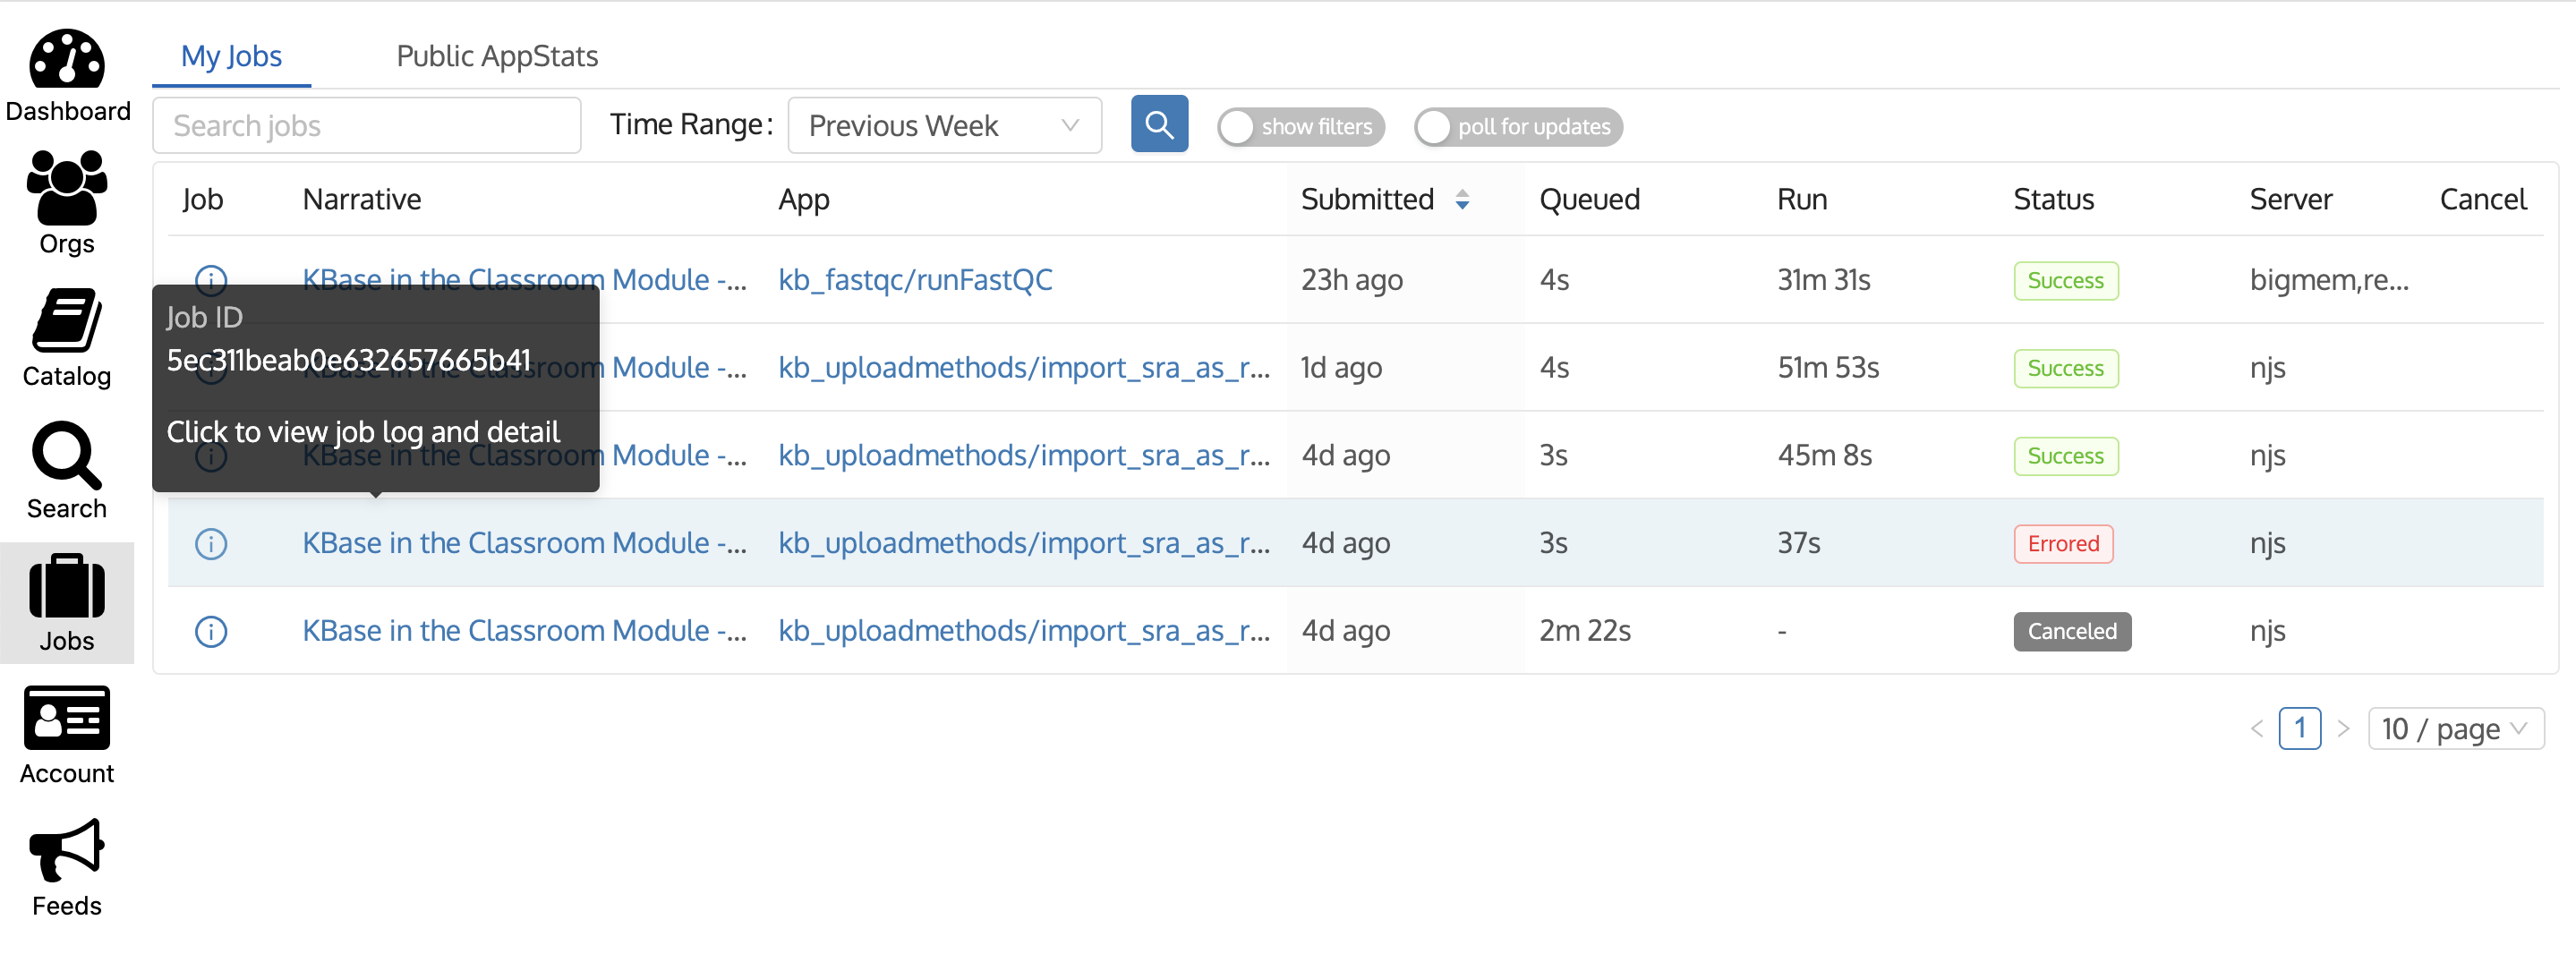 My Jobs Public AppStats
Dashboard
Search jobs Time Range: Previous Week show filters poll for updates
Job Narrative App Submitted Queued Run Status Server Cancel
Orgs
KBase in the Classroom Module -... kb_fastqc/runFastQC 23h ago 4s 31m 31s Success bigmem,re...
Job ID
5ec311beab0e632657665b41
KBase in the Classroom Module -... kb_uploadmethods/import_sra_as_r... 1d ago 4s 51m 53s Success njs
Catalog
Click to view job log and detail
KBase in the Classroom Module -... kb_uploadmethods/import_sra_as_r... 4d ago 3s 45m 8s Success njs
Search
KBase in the Classroom Module -... kb_uploadmethods/import_sra_as_r... 4d ago 3s 37s Errored njs
KBase in the Classroom Module -... kb_uploadmethods/import_sra_as_r... 4d ago 2m 22s - Canceled njs
Jobs
< 1 > 10 / page
Account
Feeds